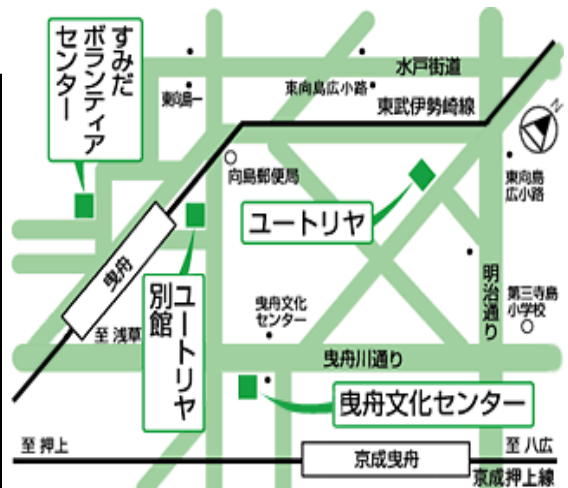 すみだ
ボランティア
センター
水戸街道
東向島一
東向島広小路
東武伊勢崎線
N
向島郵便局
東向島
広小路
ユートリヤ
曳舟
ユートリヤ
別館
曳舟文化
センター
明治通り
第三寺島
小学校
至 浅草
曳舟川通り
曳舟文化センター
至 押上
京成曳舟
至 八広
京成押上線